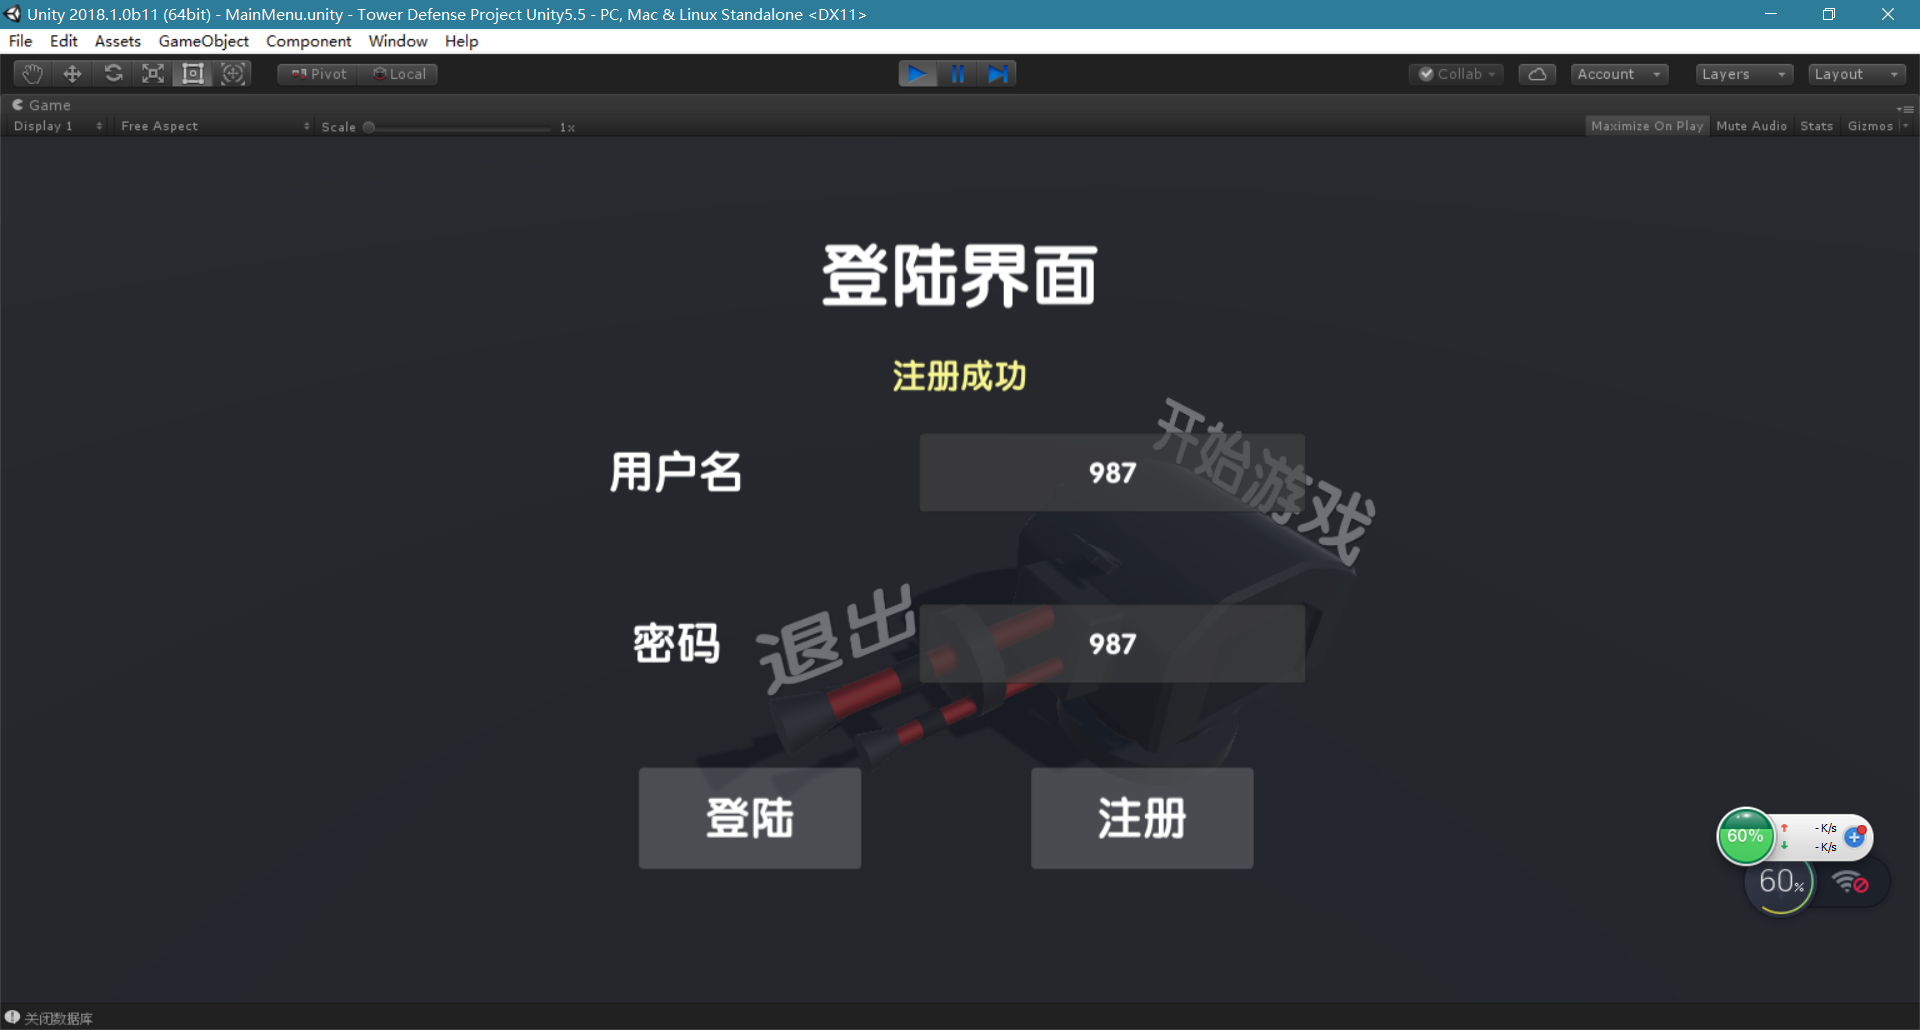 Unity 2018.1.0b11 (64bit) - MainMenu.unity - Tower Defense Project Unity5.5 - PC, Mac & Linux Standalone <DX11>
File Edit Assets GameObject Component Window Help
Pivot Local Collab Account Layers Layout
Game
Display 1 Free Aspect Scale 1x Maximize On Play Mute Audio Stats Gizmos
登陆界面
注册成功
开始游戏
用户名 987
退出
密码 987
登陆 注册
60% - K/s
- K/s
60%
关闭数据库